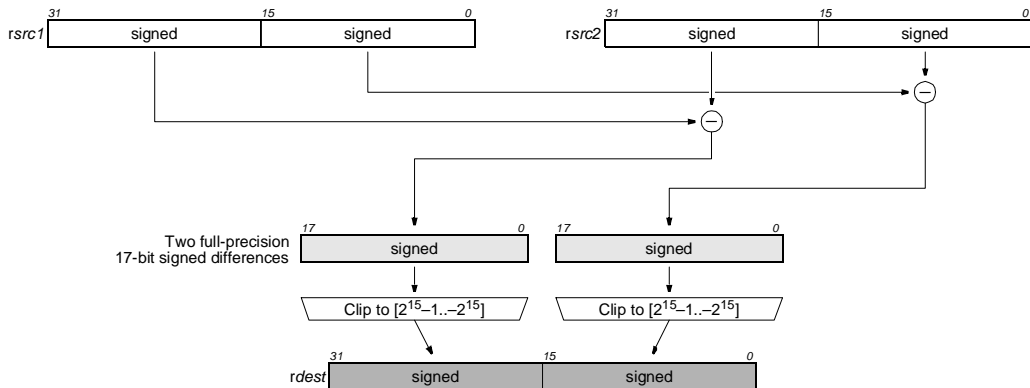 31 15 0 31 15 0
rsrc1 signed signed rsrc2 signed signed
17 0 17 0
Two full-precision
17-bit signed differences
signed signed
Clip to [2¹⁵–1..–2¹⁵] Clip to [2¹⁵–1..–2¹⁵]
31 15 0
rdest signed signed